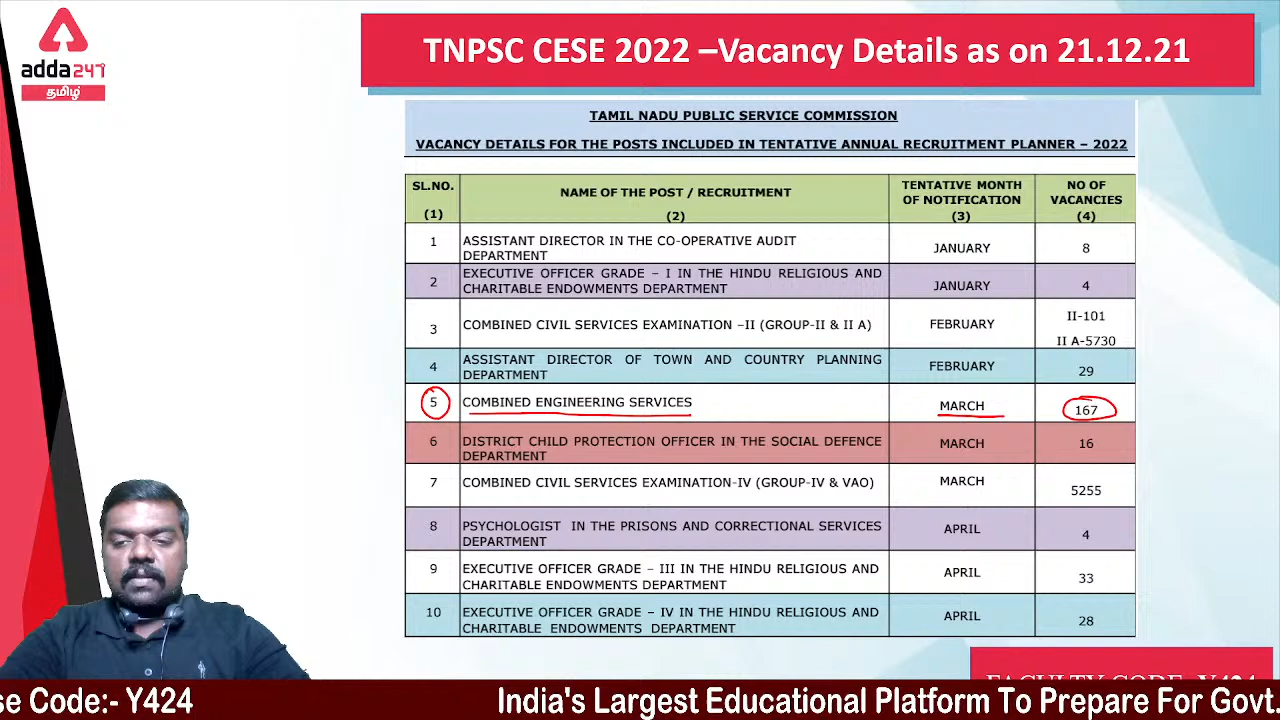 adda247
தமிழ்
TNPSC CESE 2022 –Vacancy Details as on 21.12.21
TAMIL NADU PUBLIC SERVICE COMMISSION
VACANCY DETAILS FOR THE POSTS INCLUDED IN TENTATIVE ANNUAL RECRUITMENT PLANNER – 2022
SL.NO. (1) NAME OF THE POST / RECRUITMENT (2) TENTATIVE MONTH OF NOTIFICATION (3) NO OF VACANCIES (4)
1 ASSISTANT DIRECTOR IN THE CO-OPERATIVE AUDIT DEPARTMENT JANUARY 8
2 EXECUTIVE OFFICER GRADE – I IN THE HINDU RELIGIOUS AND CHARITABLE ENDOWMENTS DEPARTMENT JANUARY 4
3 COMBINED CIVIL SERVICES EXAMINATION –II (GROUP-II & II A) FEBRUARY II-101 II A-5730
4 ASSISTANT DIRECTOR OF TOWN AND COUNTRY PLANNING DEPARTMENT FEBRUARY 29
5 COMBINED ENGINEERING SERVICES MARCH 167
6 DISTRICT CHILD PROTECTION OFFICER IN THE SOCIAL DEFENCE DEPARTMENT MARCH 16
7 COMBINED CIVIL SERVICES EXAMINATION-IV (GROUP-IV & VAO) MARCH 5255
8 PSYCHOLOGIST IN THE PRISONS AND CORRECTIONAL SERVICES DEPARTMENT APRIL 4
9 EXECUTIVE OFFICER GRADE – III IN THE HINDU RELIGIOUS AND CHARITABLE ENDOWMENTS DEPARTMENT APRIL 33
10 EXECUTIVE OFFICER GRADE – IV IN THE HINDU RELIGIOUS AND CHARITABLE ENDOWMENTS DEPARTMENT APRIL 28
FACULTY CODE- Y424
se Code:- Y424 India's Largest Educational Platform To Prepare For Govt.